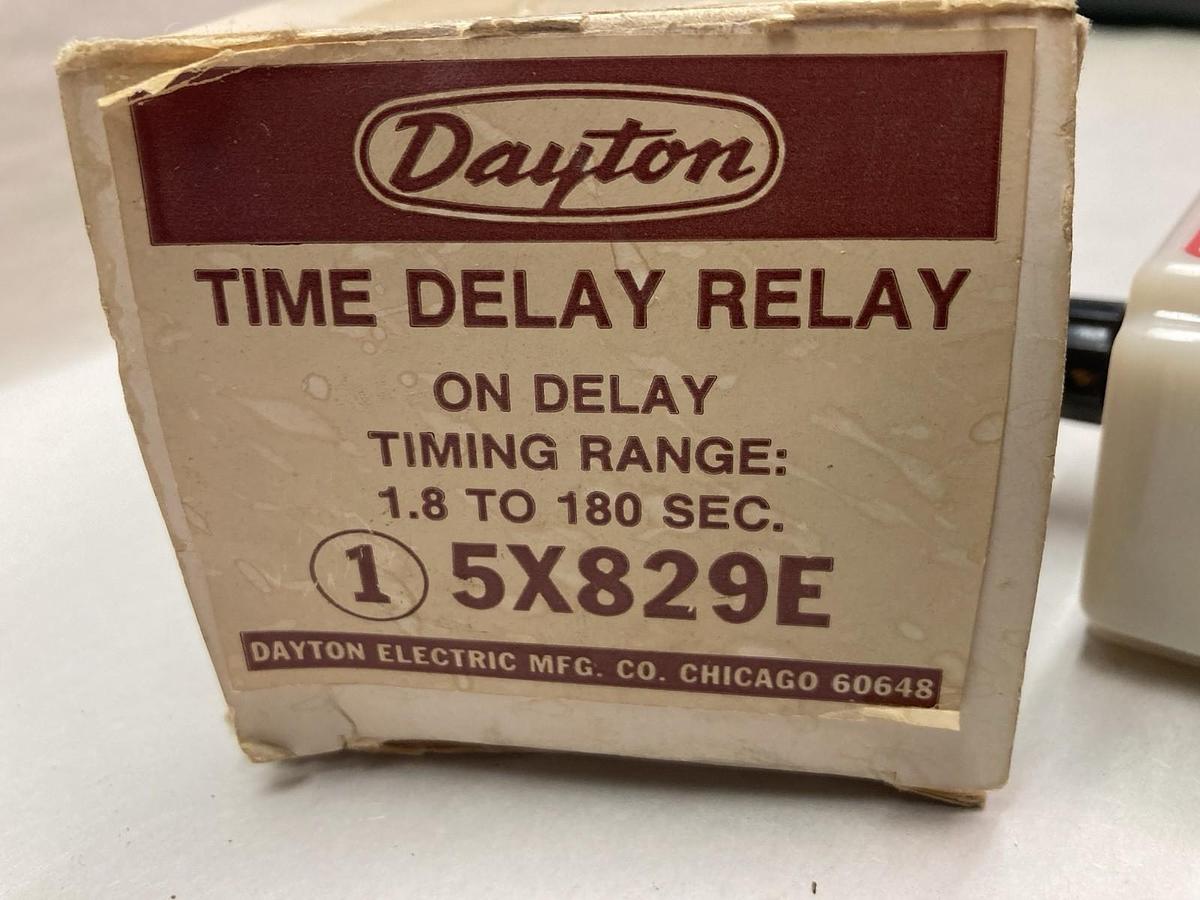 Dayton
TIME DELAY RELAY
ON DELAY
TIMING RANGE:
1.8 TO 180 SEC.
1 5X829E
DAYTON ELECTRIC MFG. CO. CHICAGO 60648